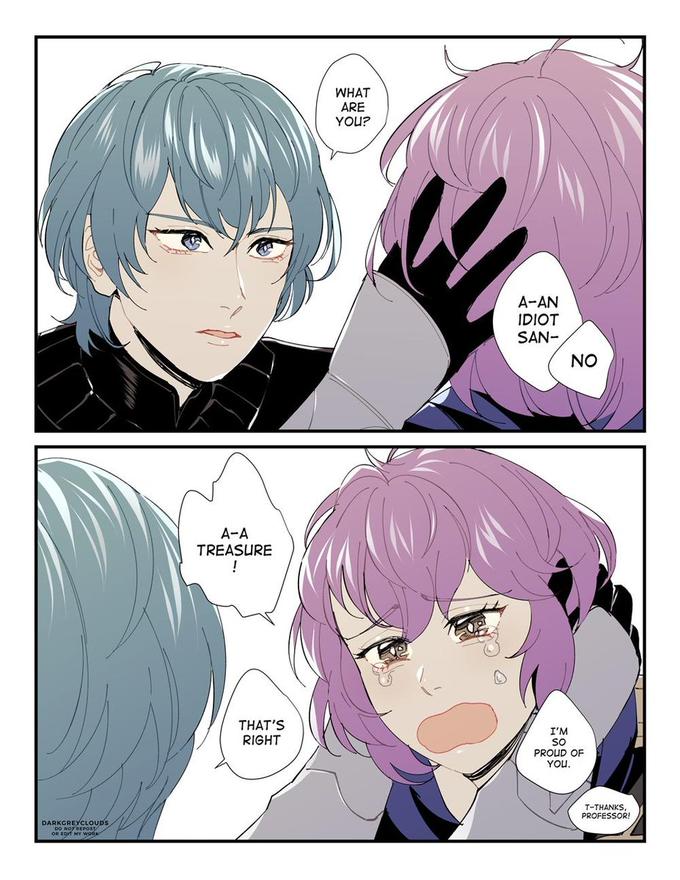 WHAT
ARE
YOU?
A-AN
IDIOT
SAN-
NO
A-A
TREASURE
!
THAT'S
RIGHT
I'M
SO
PROUD OF
YOU.
T-THANKS,
PROFESSOR!
DARKGREYCLOUDS
DO NOT REPOST
OR EDIT MY WORK